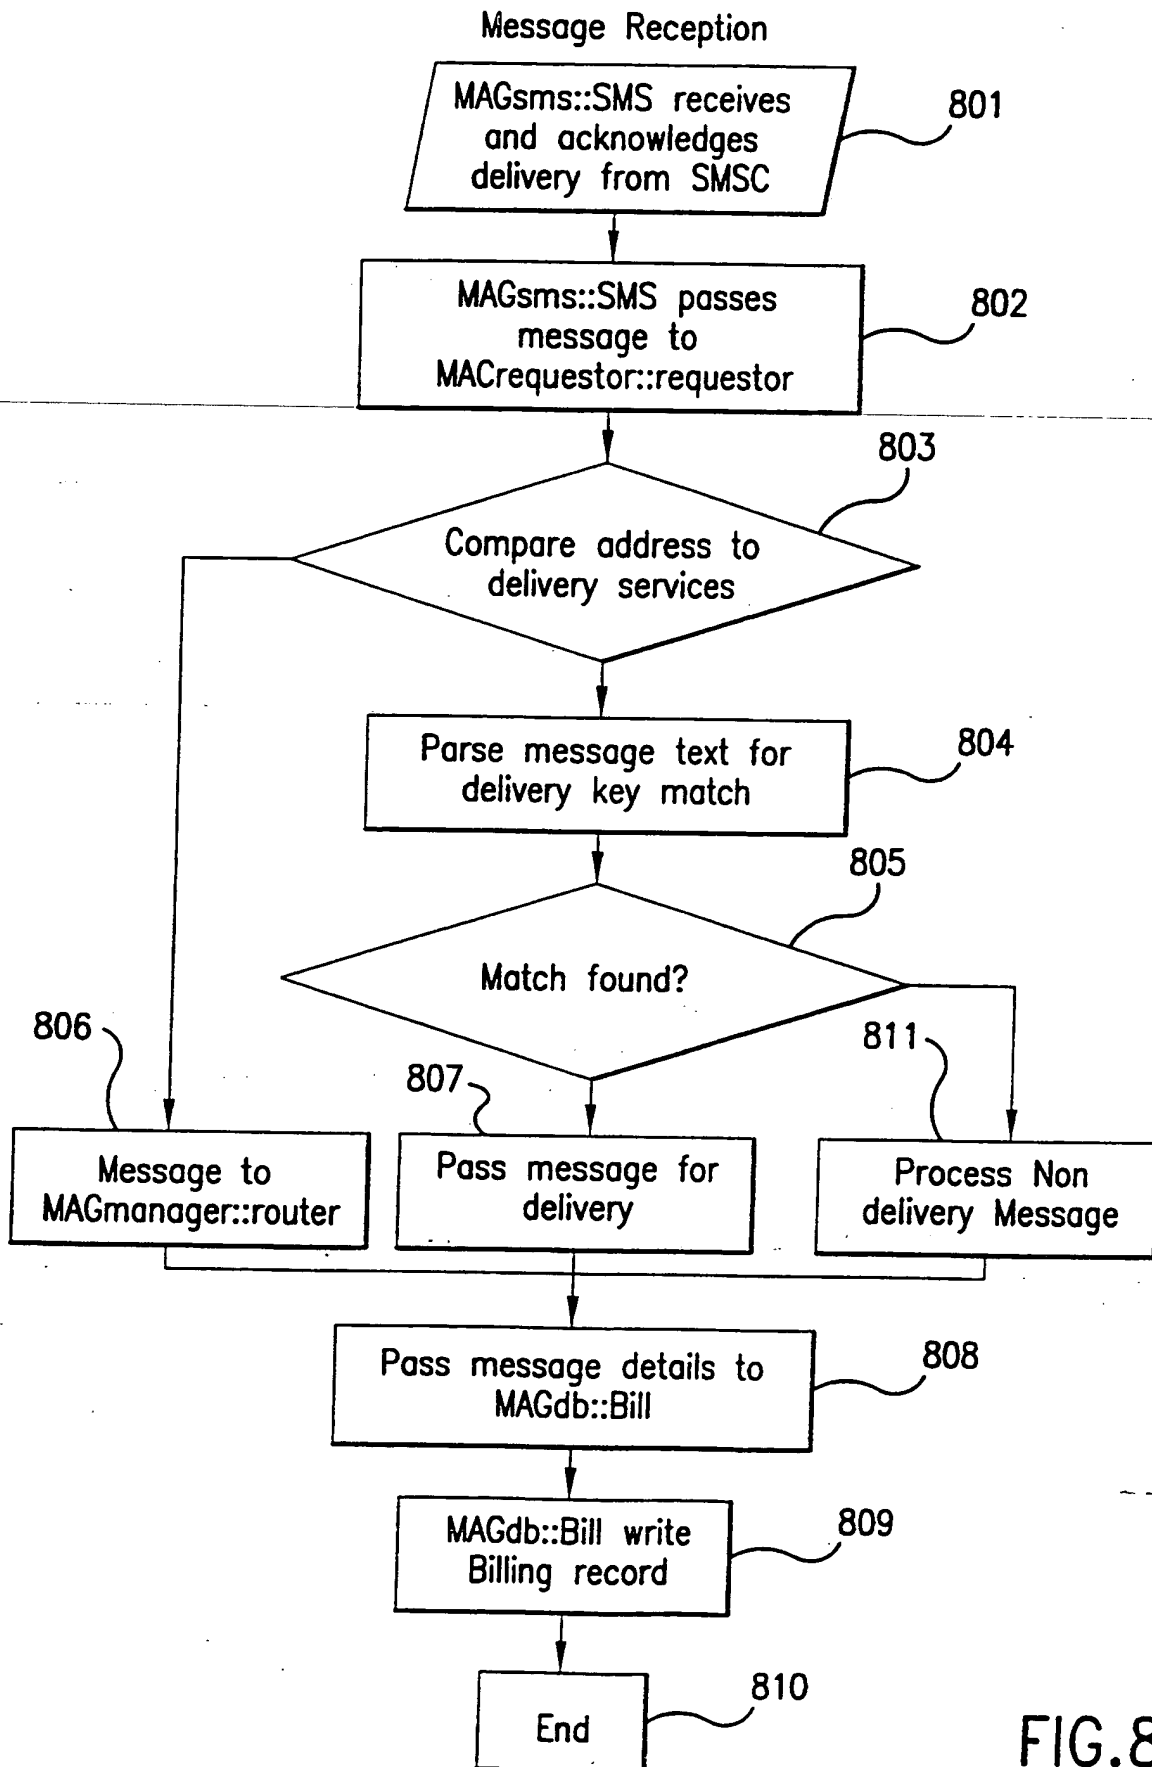 Message Reception
MAGsms::SMS receives
and acknowledges
delivery from SMSC
801
MAGsms::SMS passes
message to
MACrequestor::requestor
802
803
Compare address to
delivery services
Parse message text for
delivery key match
804
805
Match found?
806
807
811
Message to
MAGmanager::router
Pass message for
delivery
Process Non
delivery Message
Pass message details to
MAGdb::Bill
808
MAGdb::Bill write
Billing record
809
End
810
FIG.8